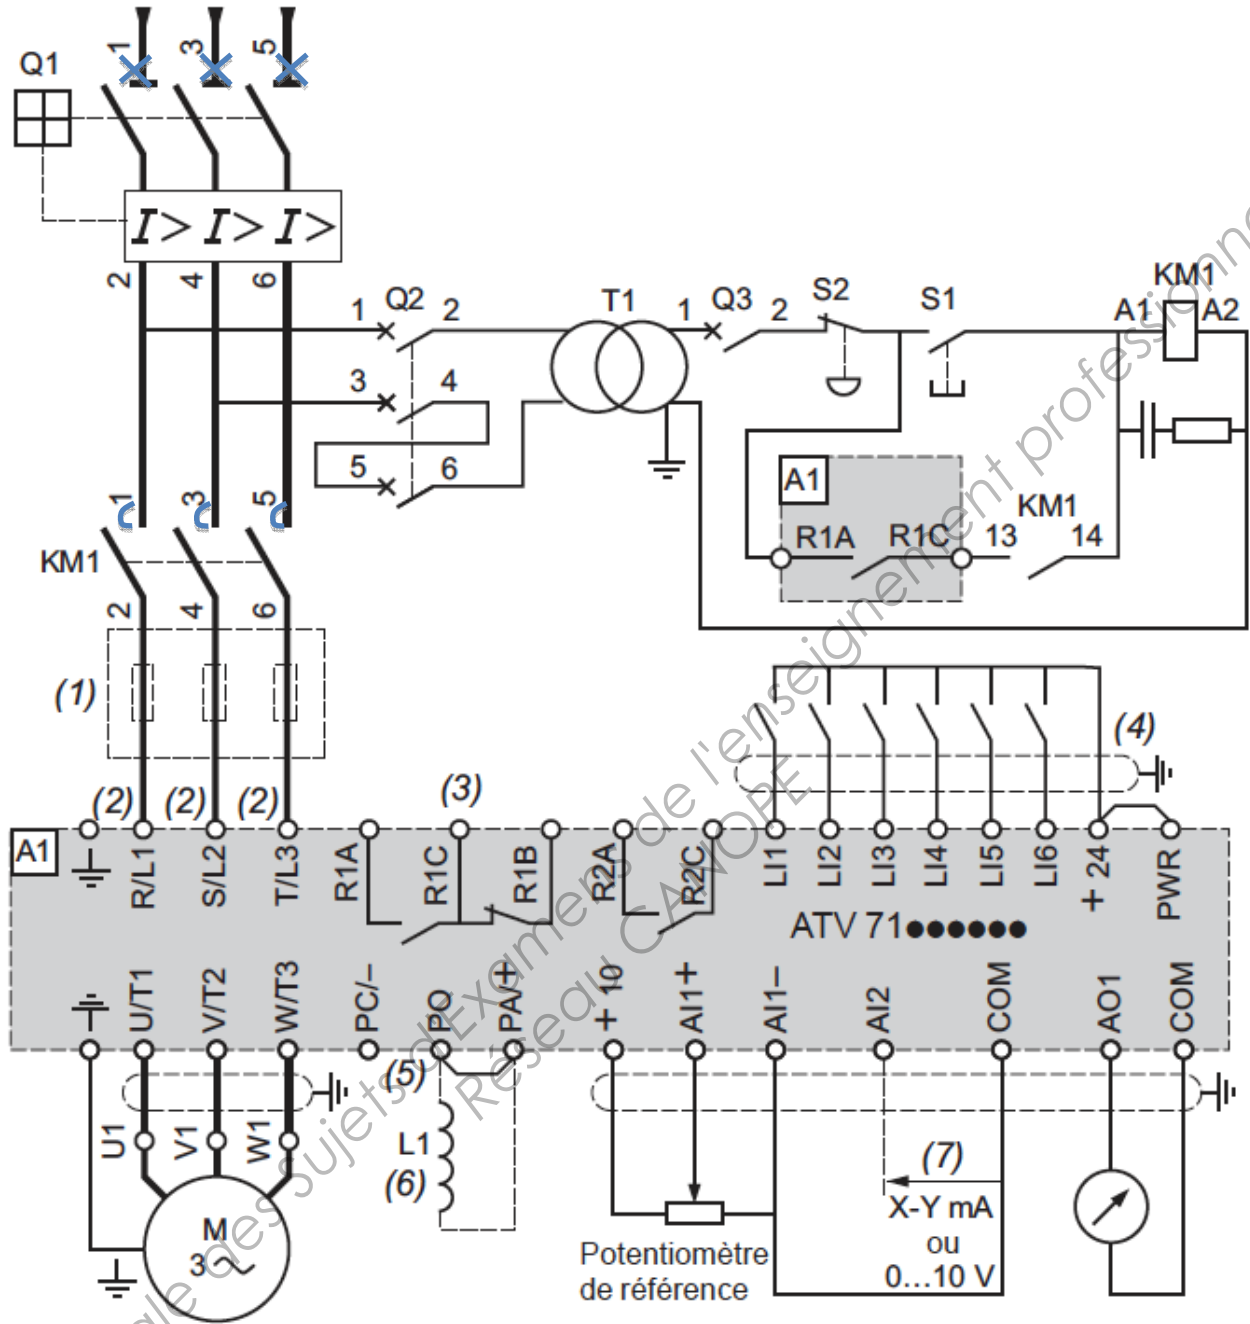 1 3 5
Q1
I> I> I>
2 4 6
1 Q2 2
3 4
5 6
T1
1 Q3 2
S2
S1
KM1
A1 A2
A1
R1A R1C 13 KM1 14
1 3 5
KM1
2 4 6
(1)
(2) (2) (2) (3) (4)
A1
R/L1 S/L2 T/L3 R1A R1C R1B R2A R2C LI1 LI2 LI3 LI4 LI5 LI6 + 24 PWR
ATV 71●●●●●●
U/T1 V/T2 W/T3 PC/– PO PA/+ + 10 AI1+ AI1– AI2 COM AO1 COM
(5)
U1 V1 W1
L1
(6)
(7)
X-Y mA
ou
0...10 V
M
3
Potentiomètre
de référence
ale des sujets d'Examens de l'enseignement professionne
Réseau CANOPE